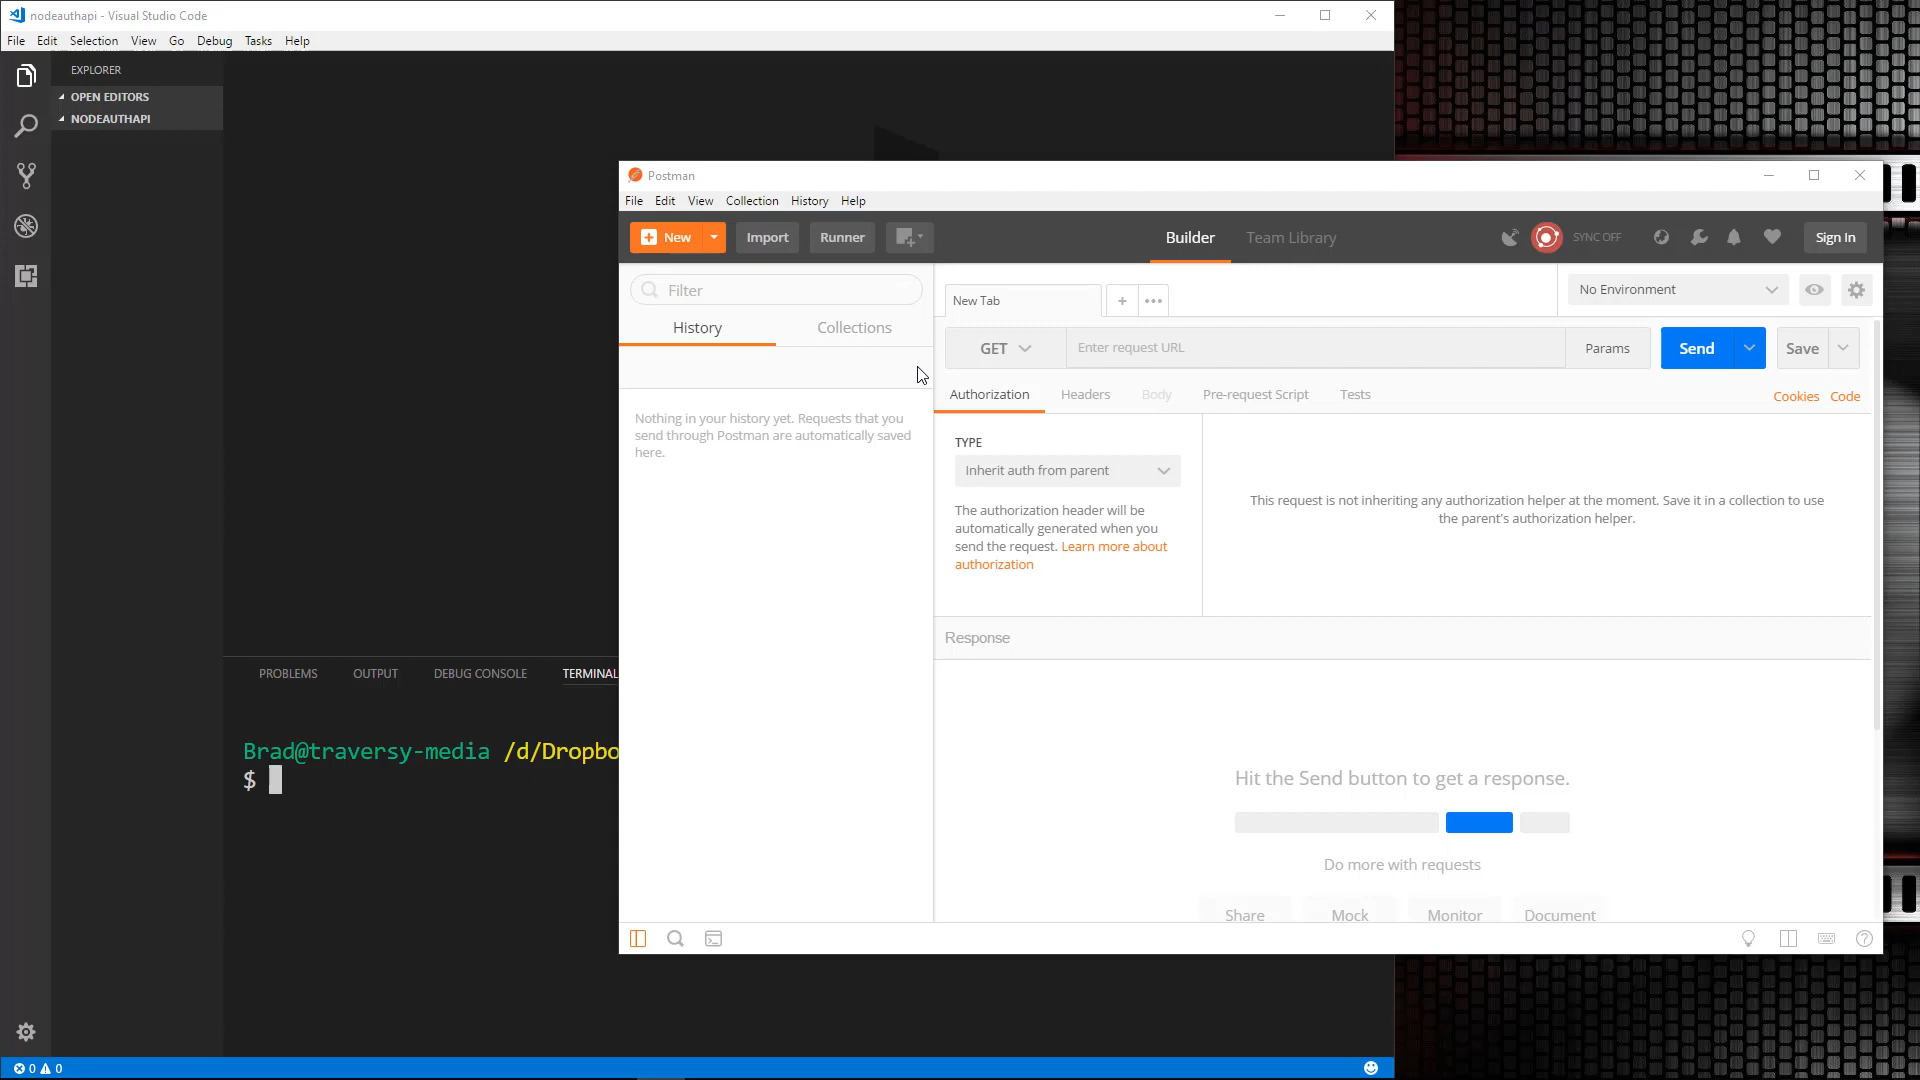 nodeauthapi - Visual Studio Code
File Edit Selection View Go Debug Tasks Help
EXPLORER
OPEN EDITORS
NODEAUTHAPI
PROBLEMS OUTPUT DEBUG CONSOLE TERMINAL
Brad@traversy-media /d/Dropbo
$
0 0
Postman
File Edit View Collection History Help
New Import Runner Builder Team Library SYNC OFF Sign In
Filter
History Collections
Nothing in your history yet. Requests that you
send through Postman are automatically saved
here.
New Tab + ••• No Environment
GET Enter request URL Params Send Save
Authorization Headers Body Pre-request Script Tests Cookies Code
TYPE
Inherit auth from parent
The authorization header will be
automatically generated when you
send the request. Learn more about
authorization
This request is not inheriting any authorization helper at the moment. Save it in a collection to use
the parent's authorization helper.
Response
Hit the Send button to get a response.
Do more with requests
Share Mock Monitor Document